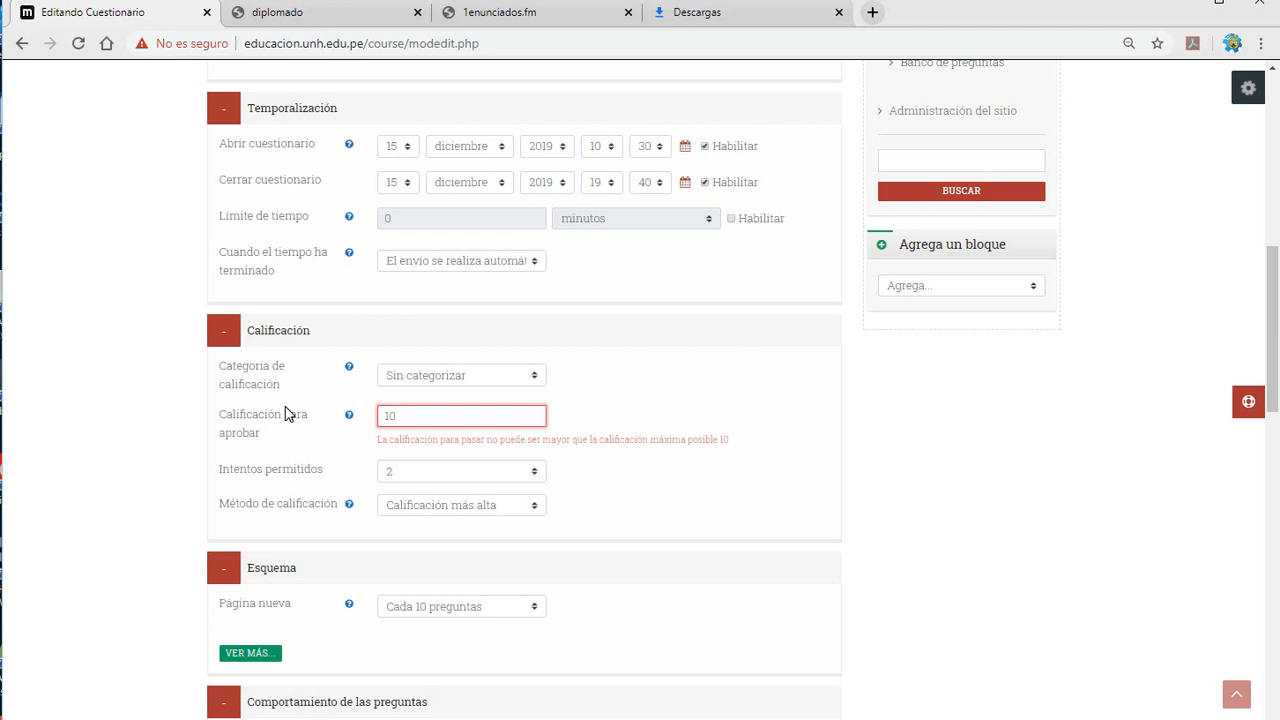 Editando Cuestionario
diplomado
1enunciados.fm
Descargas
No es seguro
educacion.unh.edu.pe/course/modedit.php
Banco de preguntas
Administración del sitio
BUSCAR
Agrega un bloque
Agrega...
- Temporalización
Abrir cuestionario 15 diciembre 2019 10 30 Habilitar
Cerrar cuestionario 15 diciembre 2019 19 40 Habilitar
Límite de tiempo 0 minutos Habilitar
Cuando el tiempo ha
terminado
El envío se realiza automát
- Calificación
Categoría de
calificación
Sin categorizar
Calificación para
aprobar
10
La calificación para pasar no puede ser mayor que la calificación máxima posible 10
Intentos permitidos 2
Método de calificación Calificación más alta
- Esquema
Página nueva Cada 10 preguntas
VER MÁS...
- Comportamiento de las preguntas